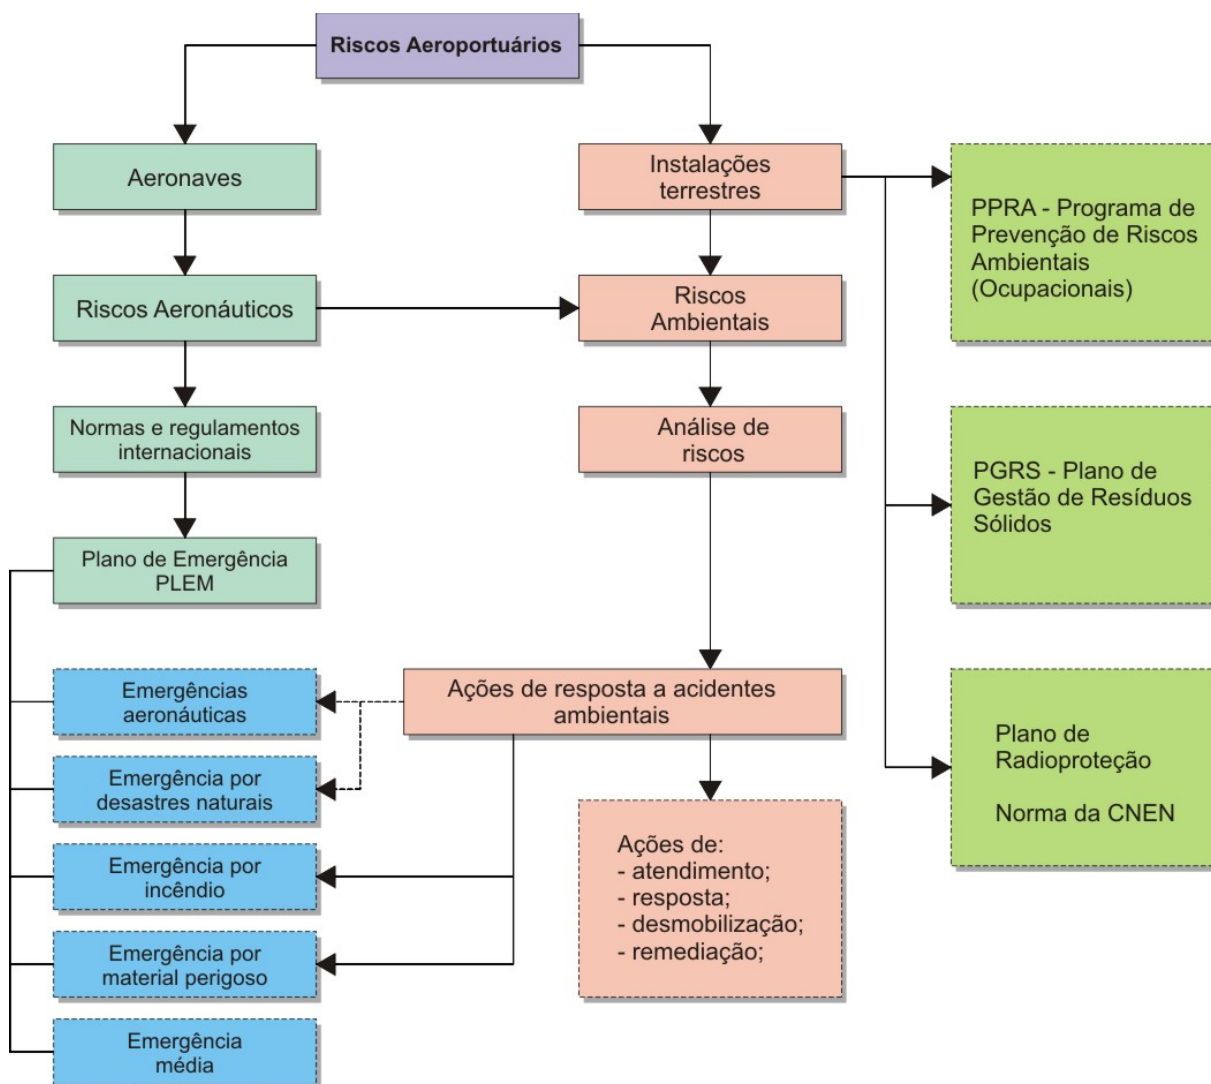 Riscos Aeroportuários
Aeronaves
Instalações
terrestres
PPRA - Programa de
Prevenção de Riscos
Ambientais
(Ocupacionais)
Riscos Aeronáuticos
Riscos
Ambientais
Normas e regulamentos
internacionais
Análise de
riscos
PGRS - Plano de
Gestão de Resíduos
Sólidos
Plano de Emergência
PLEM
Emergências
aeronáuticas
Ações de resposta a acidentes
ambientais
Plano de
Radioproteção
Norma da CNEN
Emergência por
desastres naturais
Emergência por
incêndio
Ações de:
- atendimento;
- resposta;
- desmobilização;
- remediação;
Emergência por
material perigoso
Emergência
média